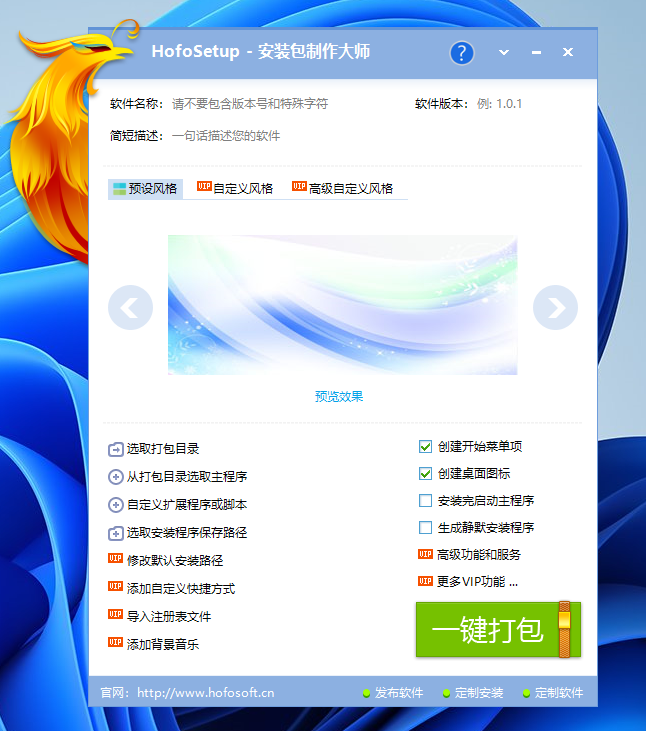 HofoSetup - 安装包制作大师
?
软件名称： 请不要包含版本号和特殊字符 软件版本： 例: 1.0.1
简短描述： 一句话描述您的软件
预设风格 VIP 自定义风格 VIP 高级自定义风格
预览效果
选取打包目录
从打包目录选取主程序
自定义扩展程序或脚本
选取安装程序保存路径
VIP 修改默认安装路径
VIP 添加自定义快捷方式
VIP 导入注册表文件
VIP 添加背景音乐
创建开始菜单项
创建桌面图标
安装完启动主程序
生成静默安装程序
VIP 高级功能和服务
VIP 更多VIP功能 ...
一键打包
官网：http://www.hofosoft.cn 发布软件 定制安装 定制软件